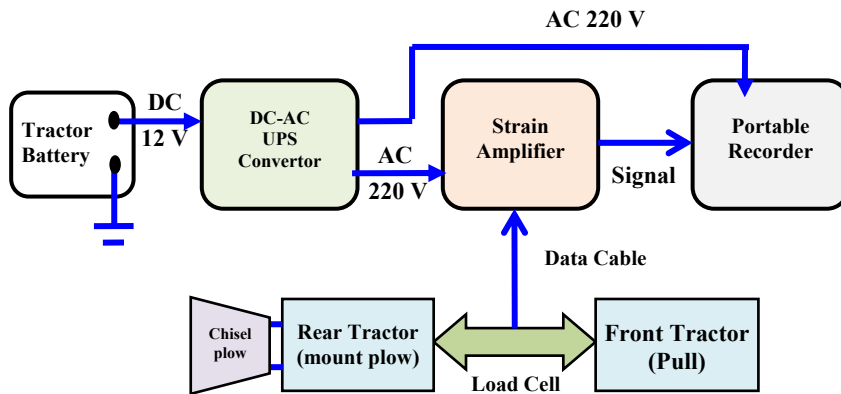 AC 220 V
Tractor
Battery
DC
12 V
DC-AC
UPS
Convertor
AC
220 V
Strain
Amplifier
Signal
Portable
Recorder
Data Cable
Chisel
plow
Rear Tractor
(mount plow)
Load Cell
Front Tractor
(Pull)